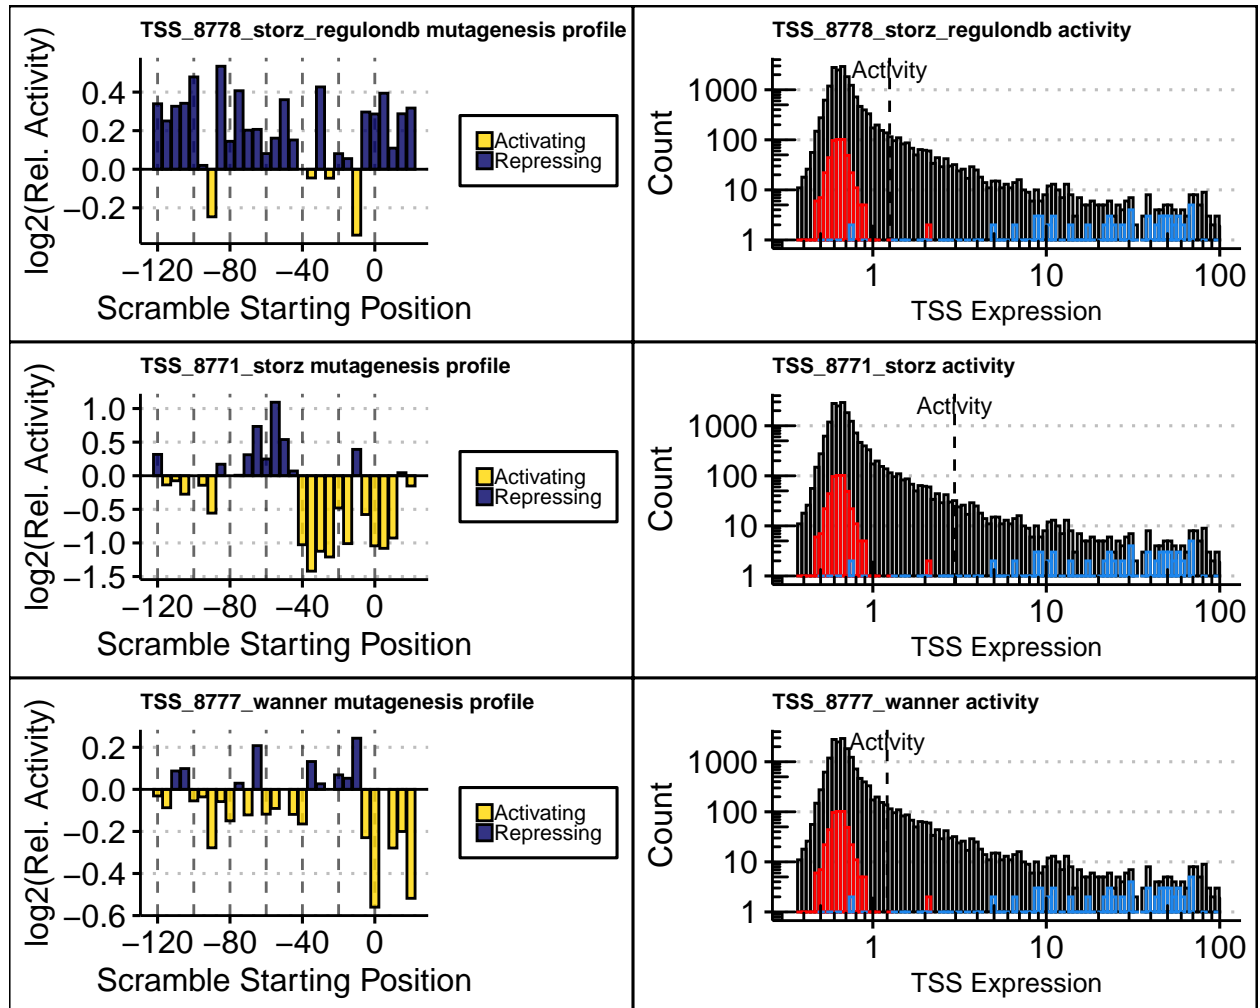 TSS_8778_storz_regulondb mutagenesis profile
log2(Rel. Activity)
0.4
0.2
0.0
−0.2
−120 −80 −40 0
Scramble Starting Position
Activating
Repressing
TSS_8778_storz_regulondb activity
Activity
Count
1000
100
10
1
1 10 100
TSS Expression
TSS_8771_storz mutagenesis profile
log2(Rel. Activity)
1.0
0.5
0.0
−0.5
−1.0
−1.5
−120 −80 −40 0
Scramble Starting Position
Activating
Repressing
TSS_8771_storz activity
Activity
Count
1000
100
10
1
1 10 100
TSS Expression
TSS_8777_wanner mutagenesis profile
log2(Rel. Activity)
0.2
0.0
−0.2
−0.4
−0.6
−120 −80 −40 0
Scramble Starting Position
Activating
Repressing
TSS_8777_wanner activity
Activity
Count
1000
100
10
1
1 10 100
TSS Expression